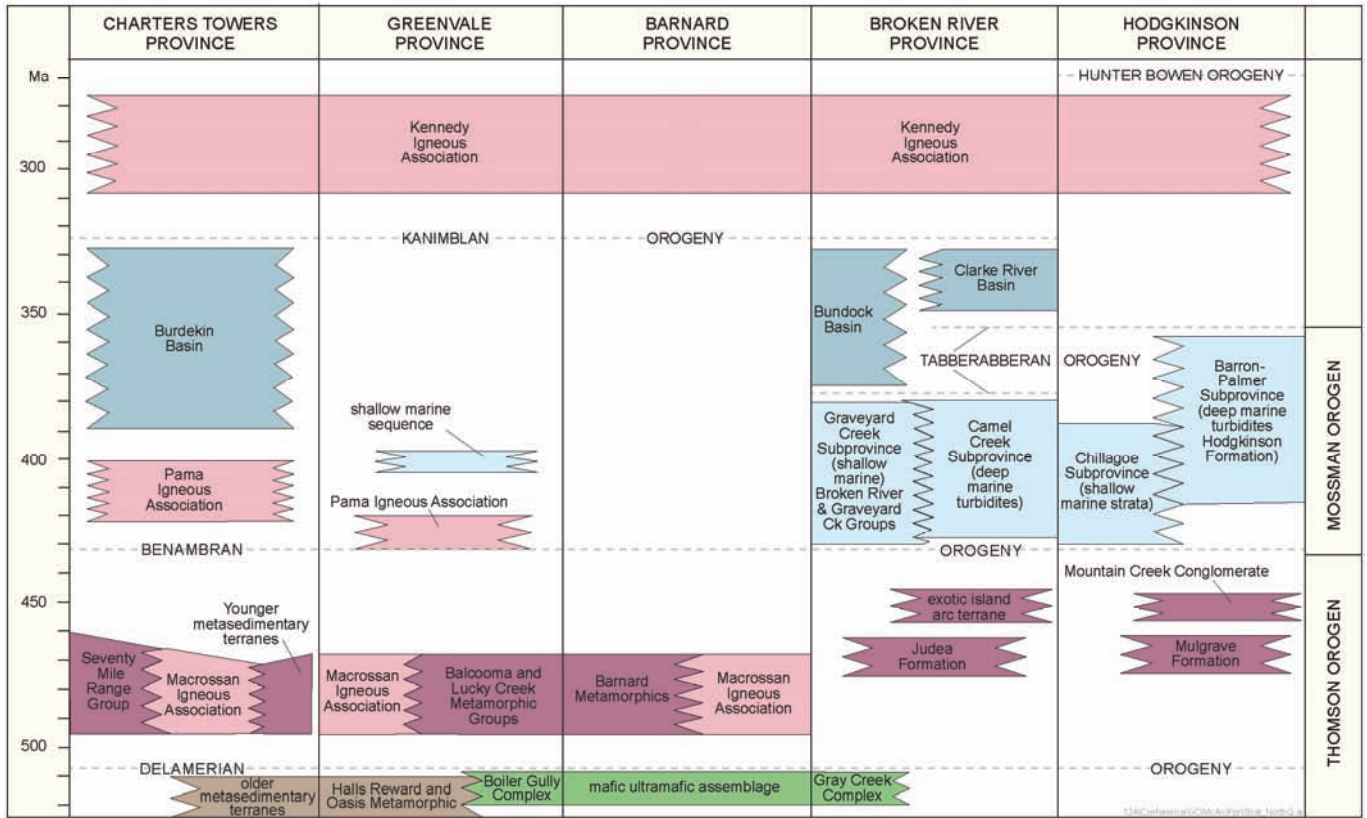 CHARTERS TOWERS
PROVINCE
GREENVALE
PROVINCE
BARNARD
PROVINCE
BROKEN RIVER
PROVINCE
HODGKINSON
PROVINCE
Ma
HUNTER BOWEN OROGENY
Kennedy
Igneous
Association
Kennedy
Igneous
Association
300
KANIMBLAN
OROGENY
Burdekin
Basin
Bundock
Basin
Clarke River
Basin
350
TABBERABBERAN
OROGENY
shallow marine
sequence
Graveyard
Creek
Subprovince
(shallow
marine)
Broken River
& Graveyard
Ck Groups
Camel
Creek
Subprovince
(deep
marine
turbidites)
Chillagoe
Subprovince
(shallow
marine strata)
Barron-
Palmer
Subprovince
(deep marine
turbidites
Hodgkinson
Formation)
MOSSMAN OROGEN
400
Pama
Igneous
Association
Pama Igneous Association
BENAMBRAN
OROGENY
Mountain Creek Conglomerate
450
Younger
metasedimentary
terranes
exotic island
arc terrane
Judea
Formation
Mulgrave
Formation
Seventy
Mile
Range
Group
Macrossan
Igneous
Association
Macrossan
Igneous
Association
Balcooma and
Lucky Creek
Metamorphic
Groups
Barnard
Metamorphics
Macrossan
Igneous
Association
THOMSON OROGEN
500
DELAMERIAN
OROGENY
older
metasedimentary
terranes
Halls Reward and
Oasis Metamorphic
Boiler Gully
Complex
mafic ultramafic assemblage
Gray Creek
Complex